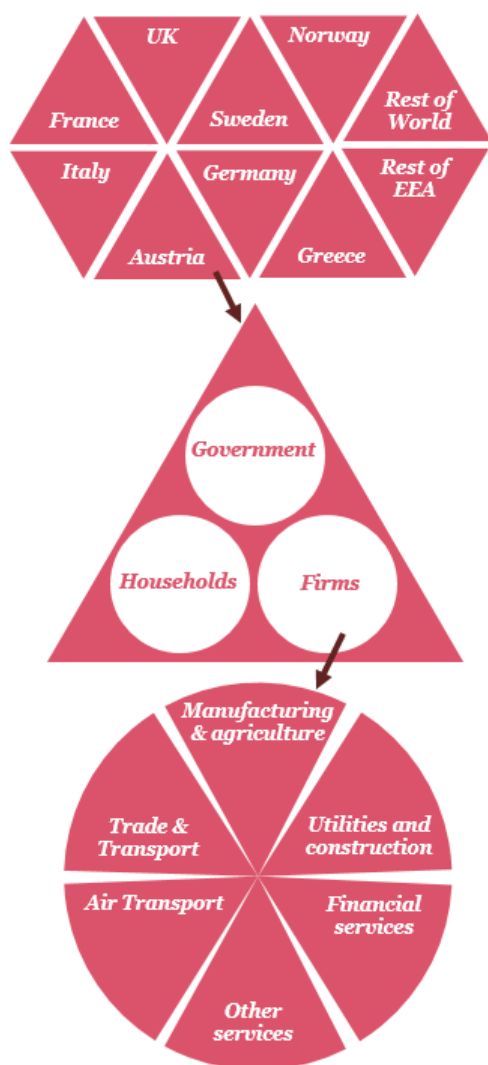 UK
Norway
France
Sweden
Rest of
World
Italy
Germany
Rest of
EEA
Austria
Greece
Government
Households
Firms
Manufacturing
& agriculture
Trade &
Transport
Utilities and
construction
Air Transport
Financial
services
Other
services